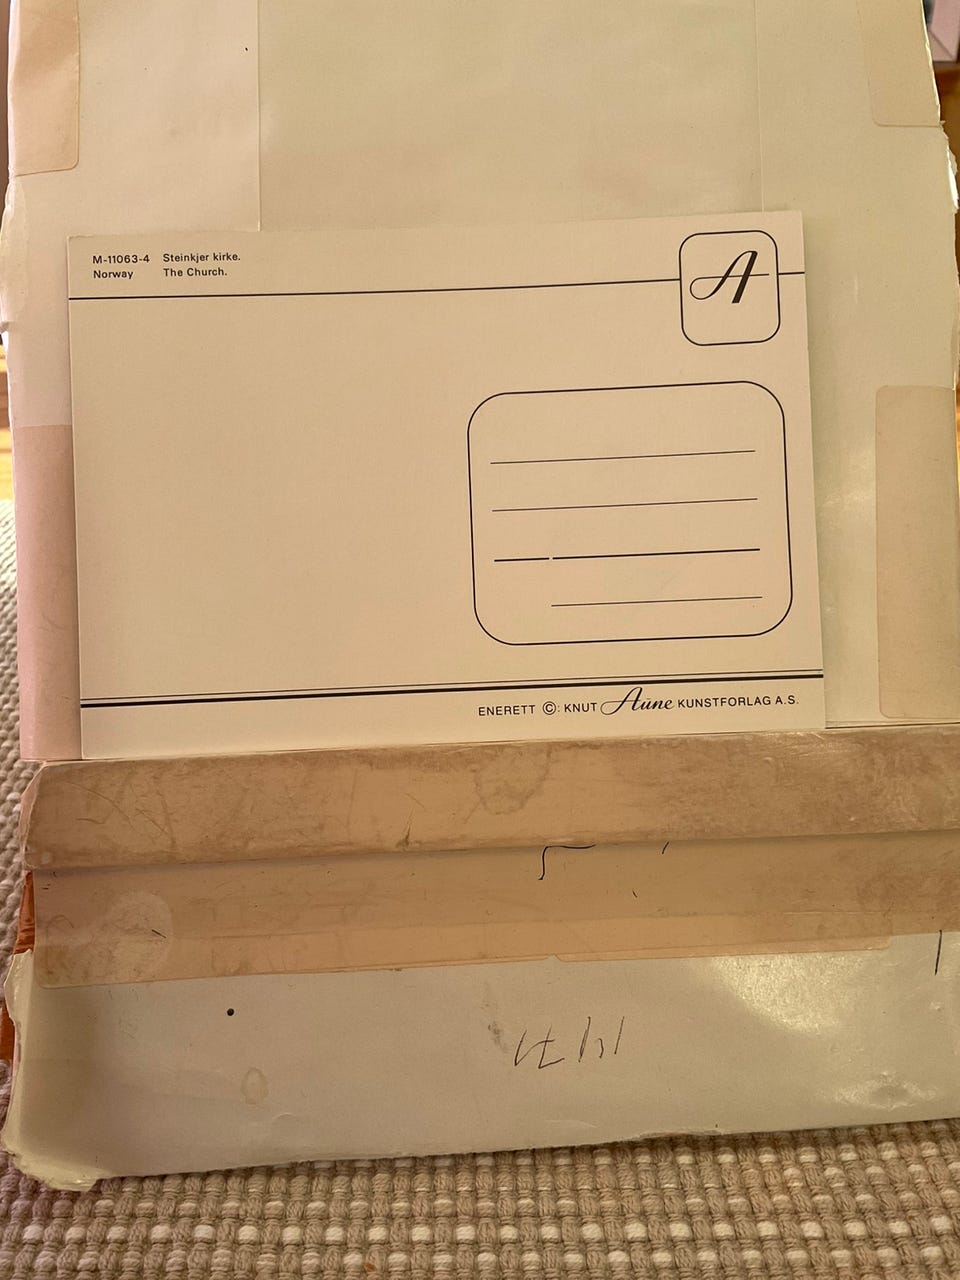 M-11063-4 Steinkjer kirke.
Norway The Church.
A
ENERETT ©: KNUT Aune KUNSTFORLAG A.S.